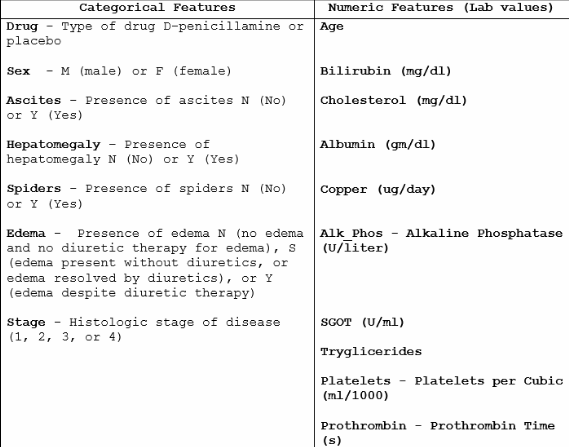 Categorical Features
Drug – Type of drug D-penicillamine or
placebo
Sex – M (male) or F (female)
Ascites – Presence of ascites N (No)
or Y (Yes)
Hepatomegaly – Presence of
hepatomegaly N (No) or Y (Yes)
Spiders – Presence of spiders N (No)
or Y (Yes)
Edema – Presence of edema N (no edema
and no diuretic therapy for edema), S
(edema present without diuretics, or
edema resolved by diuretics), or Y
(edema despite diuretic therapy)
Stage – Histologic stage of disease
(1, 2, 3, or 4)
Numeric Features (Lab values)
Age
Bilirubin (mg/dl)
Cholesterol (mg/dl)
Albumin (gm/dl)
Copper (ug/day)
Alk_Phos – Alkaline Phosphatase
(U/liter)
SGOT (U/ml)
Tryglicerides
Platelets – Platelets per Cubic
(ml/1000)
Prothrombin – Prothrombin Time
(s)